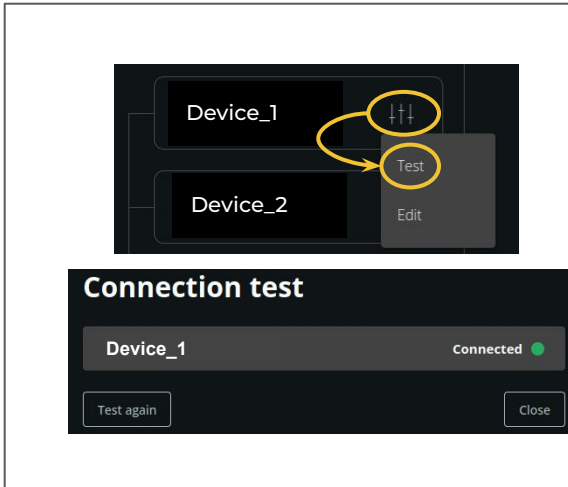 Device_1
Test
Device_2
Edit
Connection test
Device_1 Connected
Test again Close